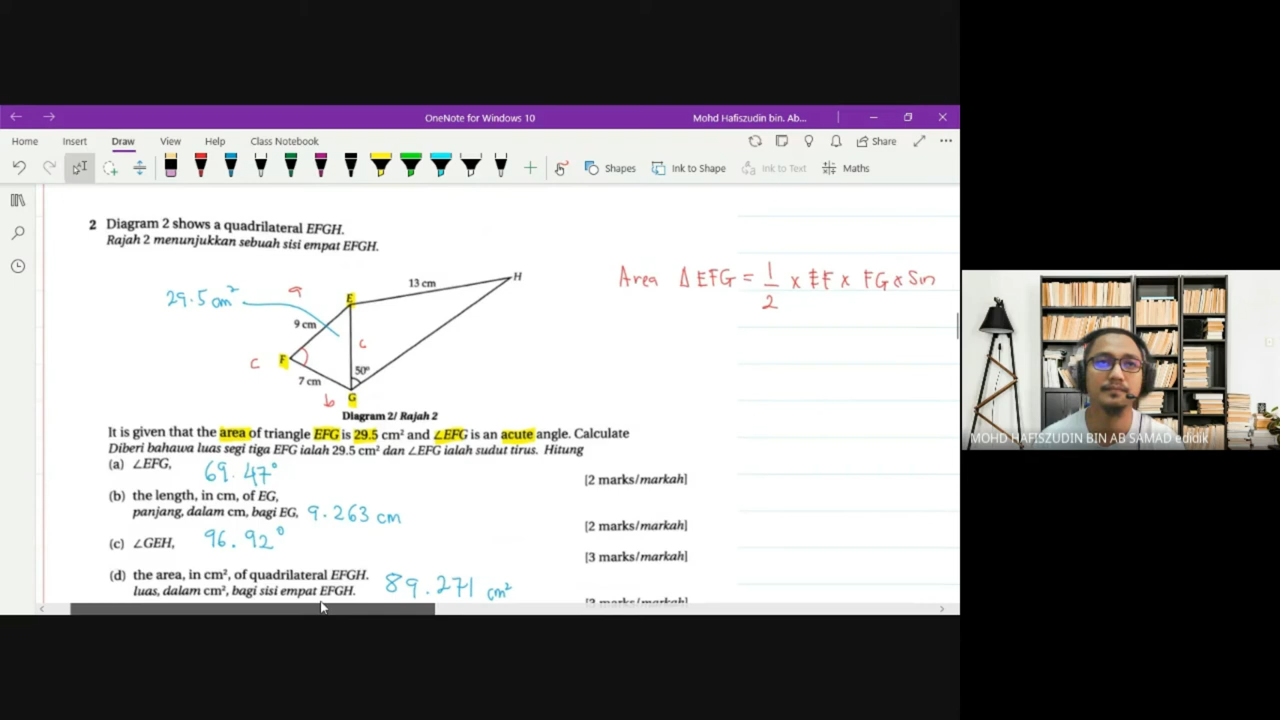 OneNote for Windows 10
Mohd Hafiszudin bin. Ab...
Home Insert Draw View Help Class Notebook
Share
Shapes Ink to Shape Ink to Text Maths
2 Diagram 2 shows a quadrilateral EFGH.
Rajah 2 menunjukkan sebuah sisi empat EFGH.
Area Δ EFG = 1/2 × EF × FG × Sin
29.5 cm²
a
E
13 cm
H
9 cm
c
F
c
7 cm
50°
b
G
Diagram 2/ Rajah 2
It is given that the area of triangle EFG is 29.5 cm² and ∠EFG is an acute angle. Calculate
Diberi bahawa luas segi tiga EFG ialah 29.5 cm² dan ∠EFG ialah sudut tirus. Hitung
(a) ∠EFG, 69.47°
[2 marks/markah]
(b) the length, in cm, of EG,
panjang, dalam cm, bagi EG, 9.263 cm
[2 marks/markah]
(c) ∠GEH, 96.92°
[3 marks/markah]
(d) the area, in cm², of quadrilateral EFGH.
luas, dalam cm², bagi sisi empat EFGH. 89.271 cm²
[3 marks/markah]
MOHD HAFISZUDIN BIN AB SAMAD edidik